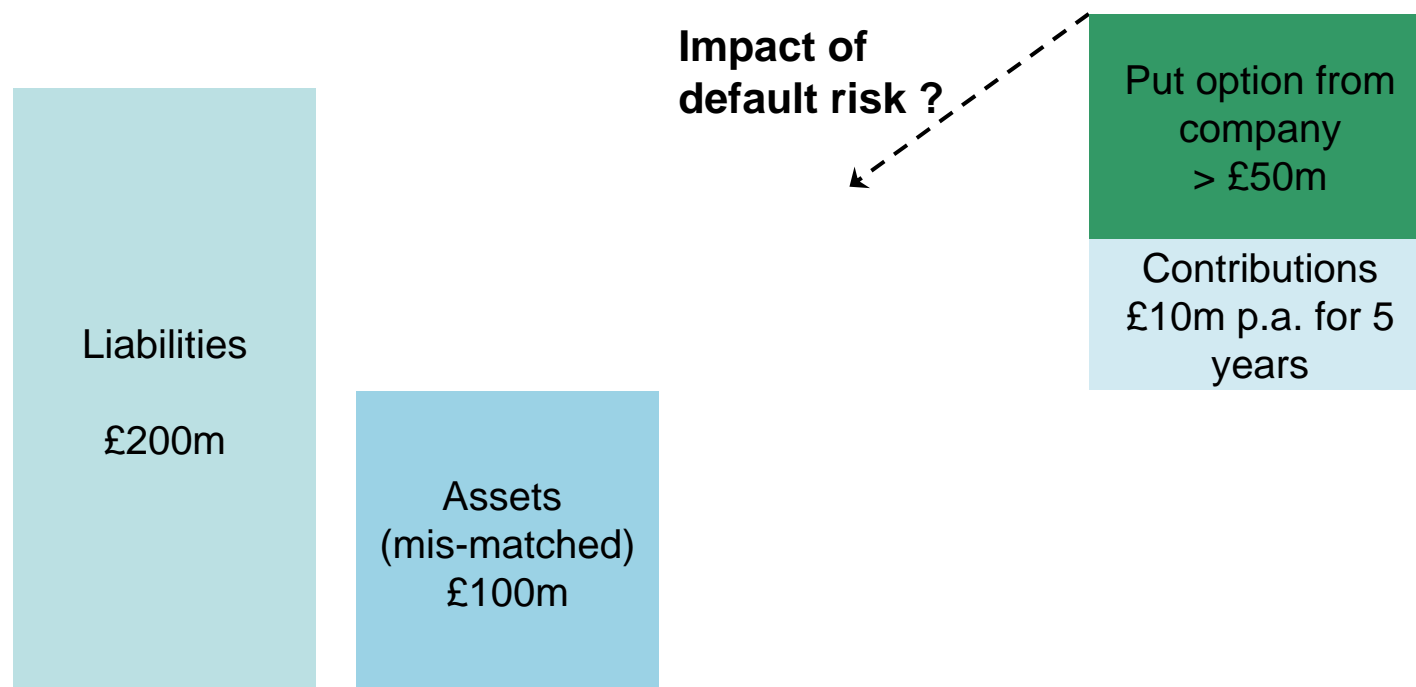 Impact of
default risk ?
Put option from
company
> £50m
Contributions
£10m p.a. for 5
years
Liabilities
£200m
Assets
(mis-matched)
£100m